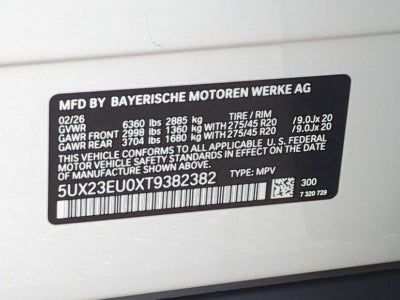 MFD BY BAYERISCHE MOTOREN WERKE AG
02/26
GVWR 6360 lbs 2885 kg TIRE / RIM
GAWR FRONT 2998 lbs 1360 kg WITH 275/45 R20 /9.0Jx 20
GAWR REAR 3704 lbs 1680 kg WITH 275/45 R20 /9.0Jx 20
THIS VEHICLE CONFORMS TO ALL APPLICABLE U.S. FEDERAL
MOTOR VEHICLE SAFETY STANDARDS IN EFFECT ON THE
DATE OF MANUFACTURE SHOWN ABOVE.
5UX23EU0XT9382382 TYPE: MPV
300
7 320 729